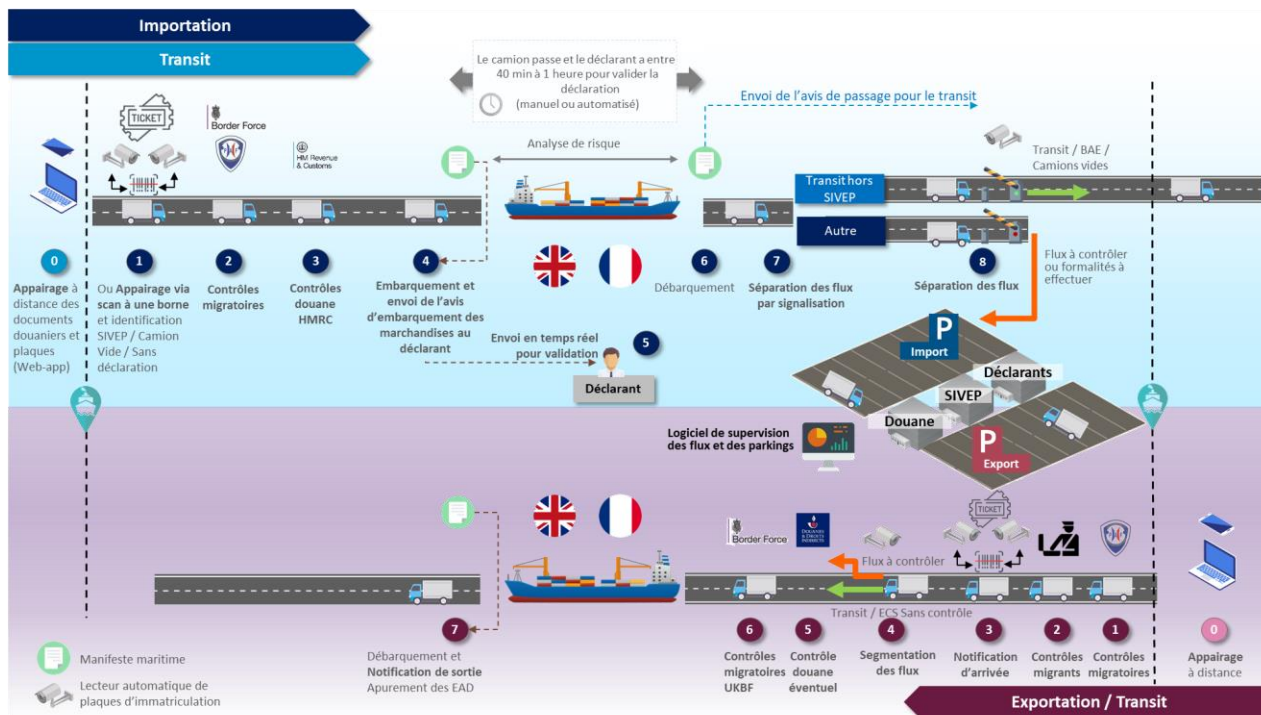 Importation
Transit
Le camion passe et le déclarant a entre
40 min à 1 heure pour valider la
déclaration
(manuel ou automatisé)
Envoi de l'avis de passage pour le transit
TICKET
Border Force
HM Revenue
& Customs
Analyse de risque
Transit / BAE /
Camions vides
Transit hors
SIVEP
Autre
0
Appairage à
distance des
documents
douaniers et
plaques
(Web-app)
1
Ou Appairage via
scan à une borne
et identification
SIVEP / Camion
Vide / Sans
déclaration
2
Contrôles
migratoires
3
Contrôles
douane
HMRC
4
Embarquement et
envoi de l'avis
d'embarquement des
marchandises au
déclarant
Envoi en temps réel
pour validation
5
Déclarant
6
Débarquement
7
Séparation des flux
par signalisation
8
Séparation des flux
Flux à contrôler
ou formalités à
effectuer
P
Import
Déclarants
SIVEP
Douane
P
Export
Logiciel de supervision
des flux et des parkings
TICKET
Border Force
DOUANES
& DROITS
INDIRECTS
Flux à contrôler
Transit / ECS Sans contrôle
7
Débarquement et
Notification de sortie
Apurement des EAD
6
Contrôles
migratoires
UKBF
5
Contrôle
douane
éventuel
4
Segmentation
des flux
3
Notification
d'arrivée
2
Contrôles
migrants
1
Contrôles
migratoires
0
Appairage
à distance
Manifeste maritime
Lecteur automatique de
plaques d'immatriculation
Exportation / Transit